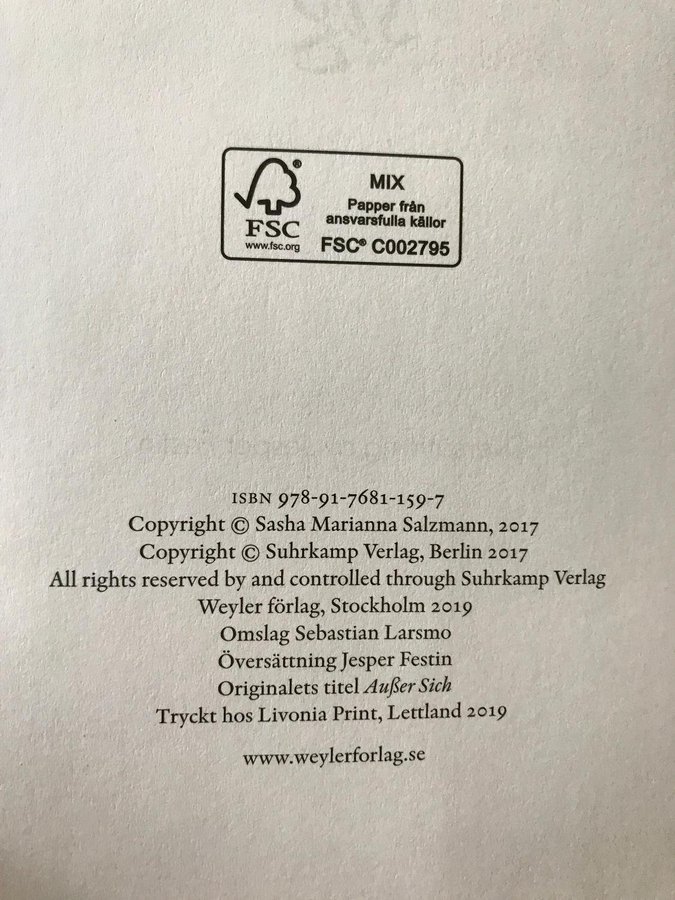 MIX
Papper från
ansvarsfulla källor
FSC® C002795
FSC
www.fsc.org
ISBN 978-91-7681-159-7
Copyright © Sasha Marianna Salzmann, 2017
Copyright © Suhrkamp Verlag, Berlin 2017
All rights reserved by and controlled through Suhrkamp Verlag
Weyler förlag, Stockholm 2019
Omslag Sebastian Larsmo
Översättning Jesper Festin
Originalets titel Außer Sich
Tryckt hos Livonia Print, Lettland 2019
www.weylerforlag.se